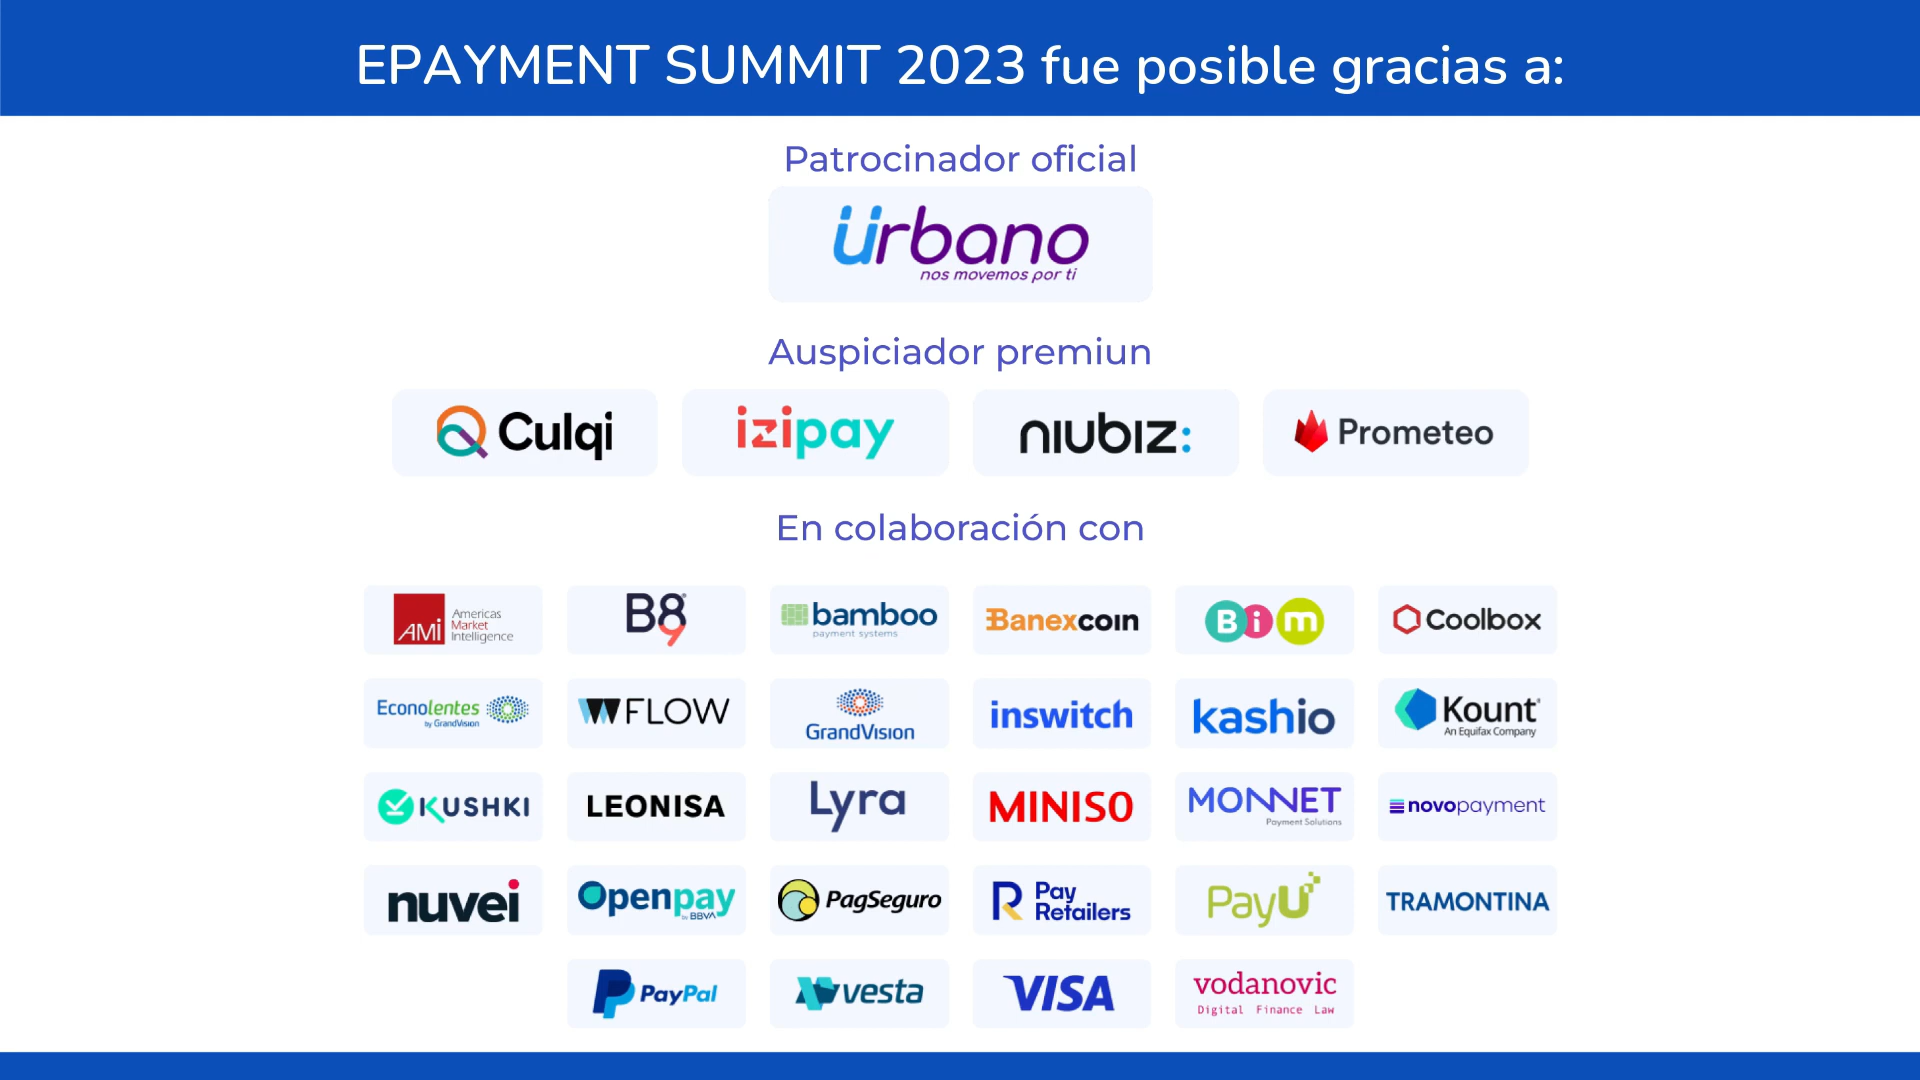 EPAYMENT SUMMIT 2023 fue posible gracias a:
Patrocinador oficial
ürbano
nos movemos por ti
Auspiciador premiun
Culqi
izipay
niubiz:
Prometeo
En colaboración con
AMI Americas Market Intelligence
B89
bamboo
payment systems
Banexcoin
Bim
Coolbox
Econolentes
by GrandVision
FLOW
GrandVision
inswitch
kashio
Kount
An Equifax Company
KUSHKI
LEONISA
Lyra
MINISO
MONNET
Payment Solutions
novopayment
nuvei
Openpay
by BBVA
PagSeguro
Pay Retailers
PayU
TRAMONTINA
PayPal
vesta
VISA
vodanovic
Digital Finance Law